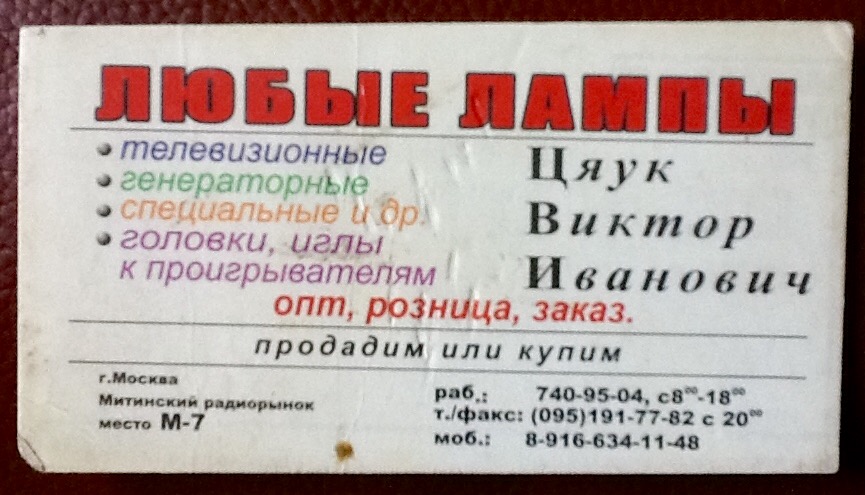 ЛЮБЫЕ ЛАМПЫ
• телевизионные
• генераторные
• специальные и др.
• головки, иглы
к проигрывателям
Цяук
Виктор
Иванович
опт, розница, заказ.
продадим или купим
г.Москва
Митинский радиорынок
место М-7
раб.: 740-95-04, с8⁰⁰-18⁰⁰
т./факс: (095)191-77-82 с 20⁰⁰
моб.: 8-916-634-11-48